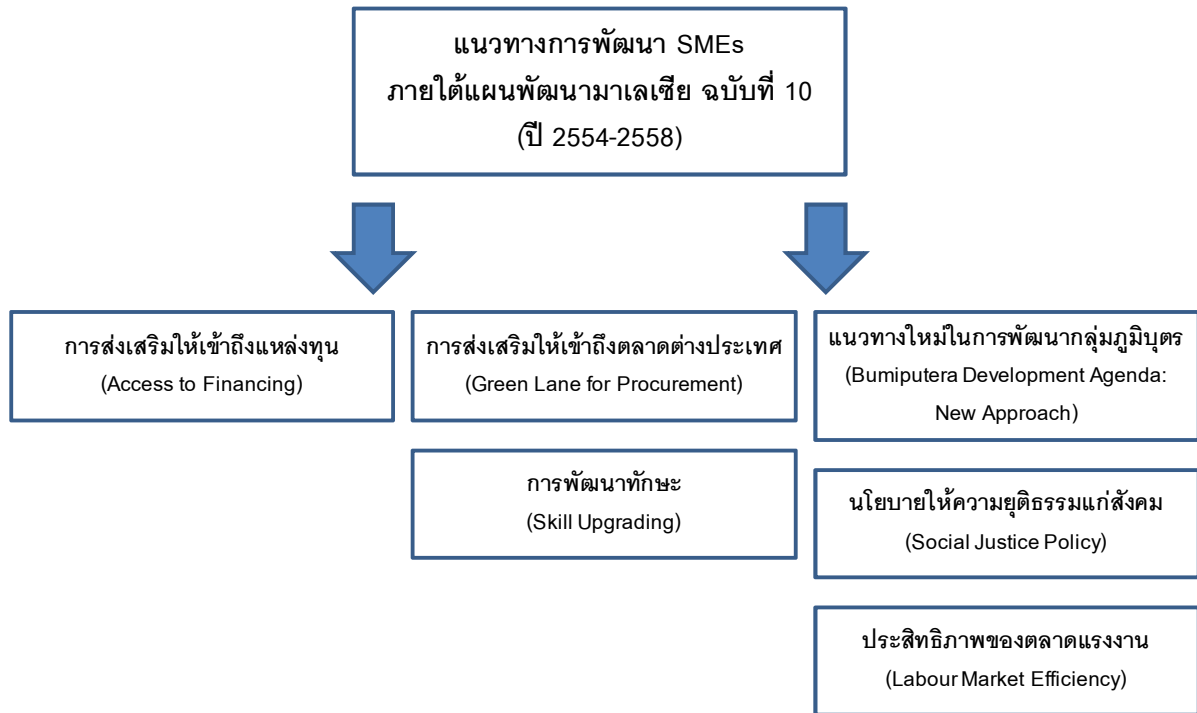 แนวทางการพัฒนา SMEs
ภายใต้แผนพัฒนามาเลเซีย ฉบับที่ 10
(ปี 2554-2558)
การส่งเสริมให้เข้าถึงแหล่งทุน
(Access to Financing)
การส่งเสริมให้เข้าถึงตลาดต่างประเทศ
(Green Lane for Procurement)
แนวทางใหม่ในการพัฒนากลุ่มภูมิบุตร
(Bumiputera Development Agenda:
New Approach)
การพัฒนาทักษะ
(Skill Upgrading)
นโยบายให้ความยุติธรรมแก่สังคม
(Social Justice Policy)
ประสิทธิภาพของตลาดแรงงาน
(Labour Market Efficiency)